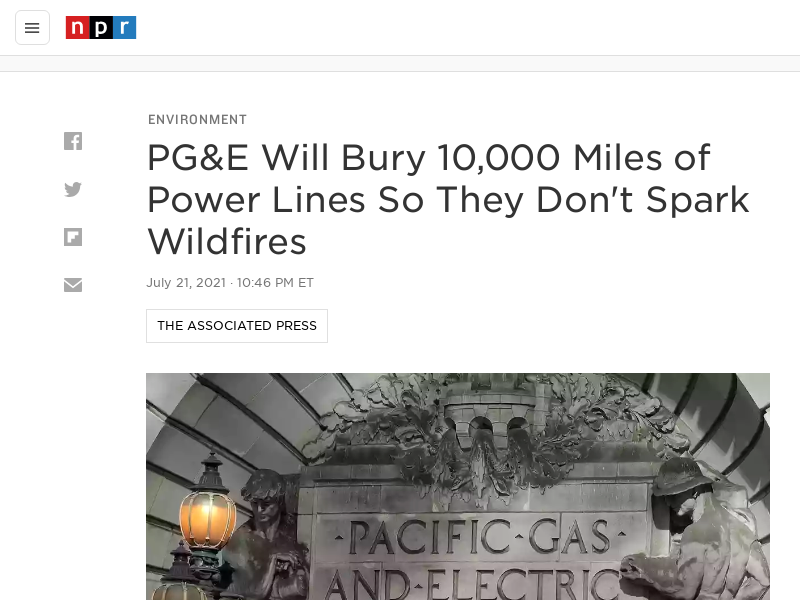 npr
ENVIRONMENT
PG&E Will Bury 10,000 Miles of
Power Lines So They Don't Spark
Wildfires
July 21, 2021 · 10:46 PM ET
THE ASSOCIATED PRESS
·PACIFIC·GAS·
AND·ELECTRIC